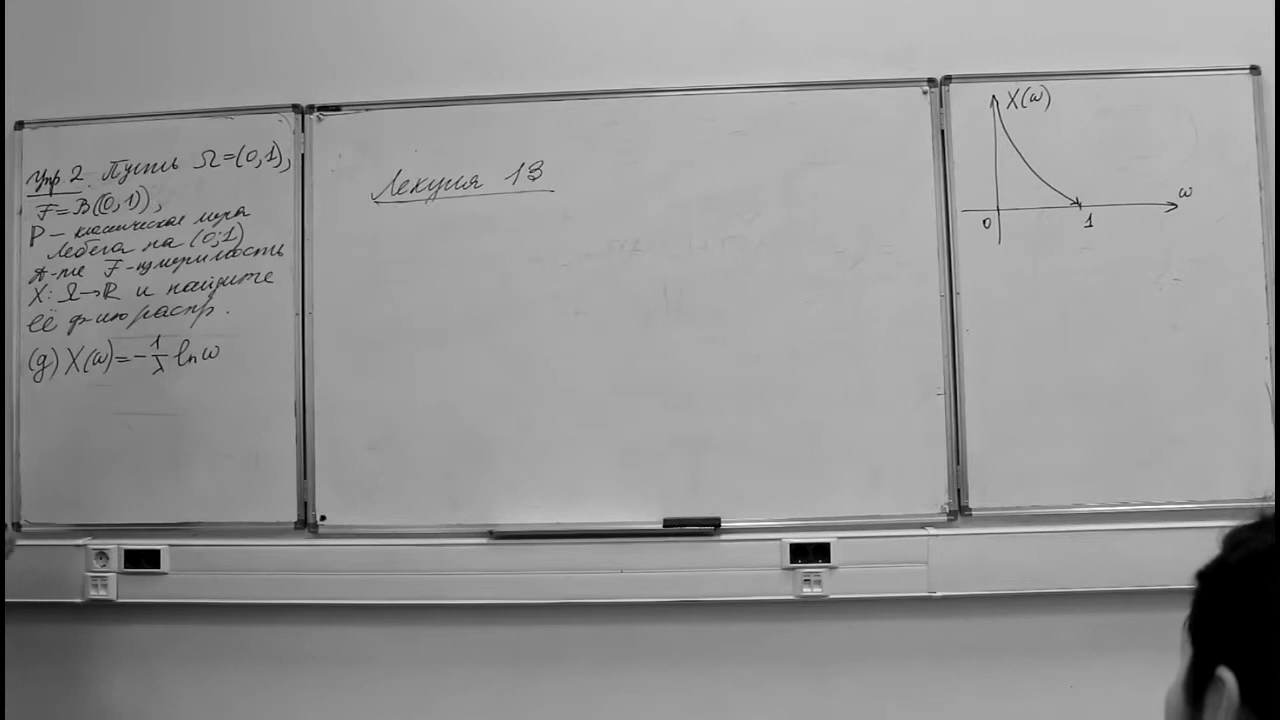 Упр. 2. Пусть Ω=(0,1),
F=B((0,1)),
P – классическая мера
Лебега на (0;1)
Д-те F-измеримость
X: Ω→R и найдите
её ф-ию распр.
(g) X(ω)=-1/λ ln ω
Лекция 13
X(ω)
ω
0
1